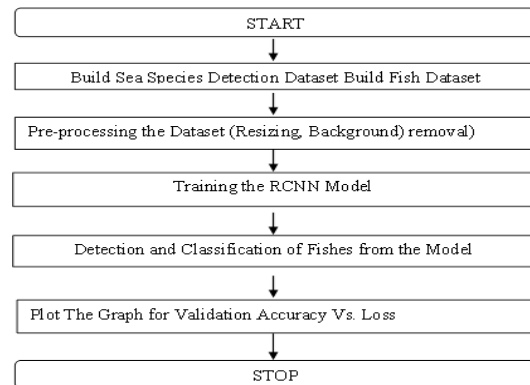 START
Build Sea Species Detection Dataset Build Fish Dataset
Pre-processing the Dataset (Resizing, Background) removal)
Training the RCNN Model
Detection and Classification of Fishes from the Model
Plot The Graph for Validation Accuracy Vs. Loss
STOP